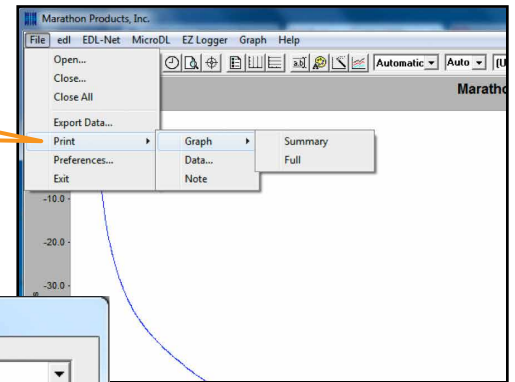 Marathon Products, Inc.
File edl EDL-Net MicroDL EZ Logger Graph Help
Automatic Auto
Open...
Close...
Close All
Export Data...
Print Graph Summary
Preferences... Data... Full
Exit Note
-10.0
-20.0
-30.0